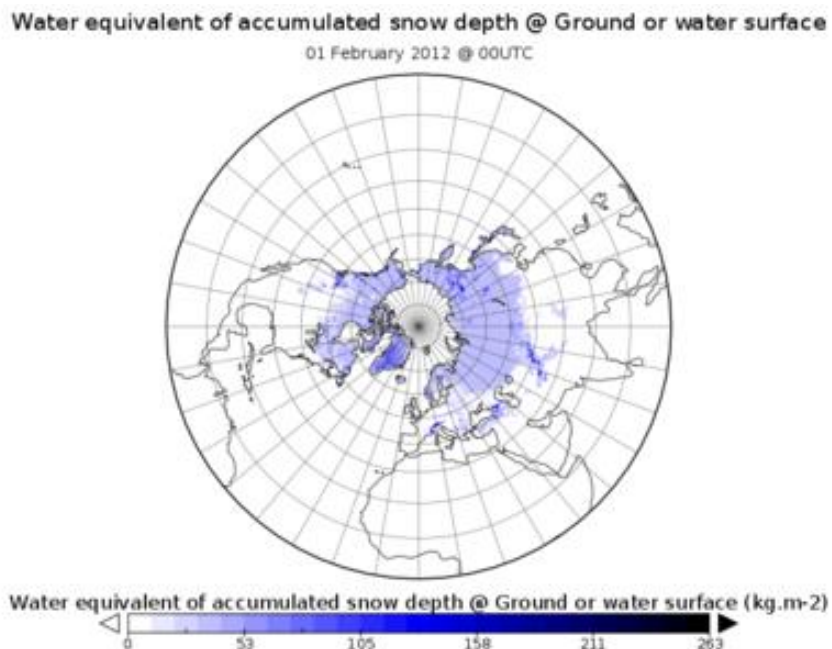 Water equivalent of accumulated snow depth @ Ground or water surface
01 February 2012 @ 00UTC
Water equivalent of accumulated snow depth @ Ground or water surface (kg.m-2)
0 53 105 158 211 263